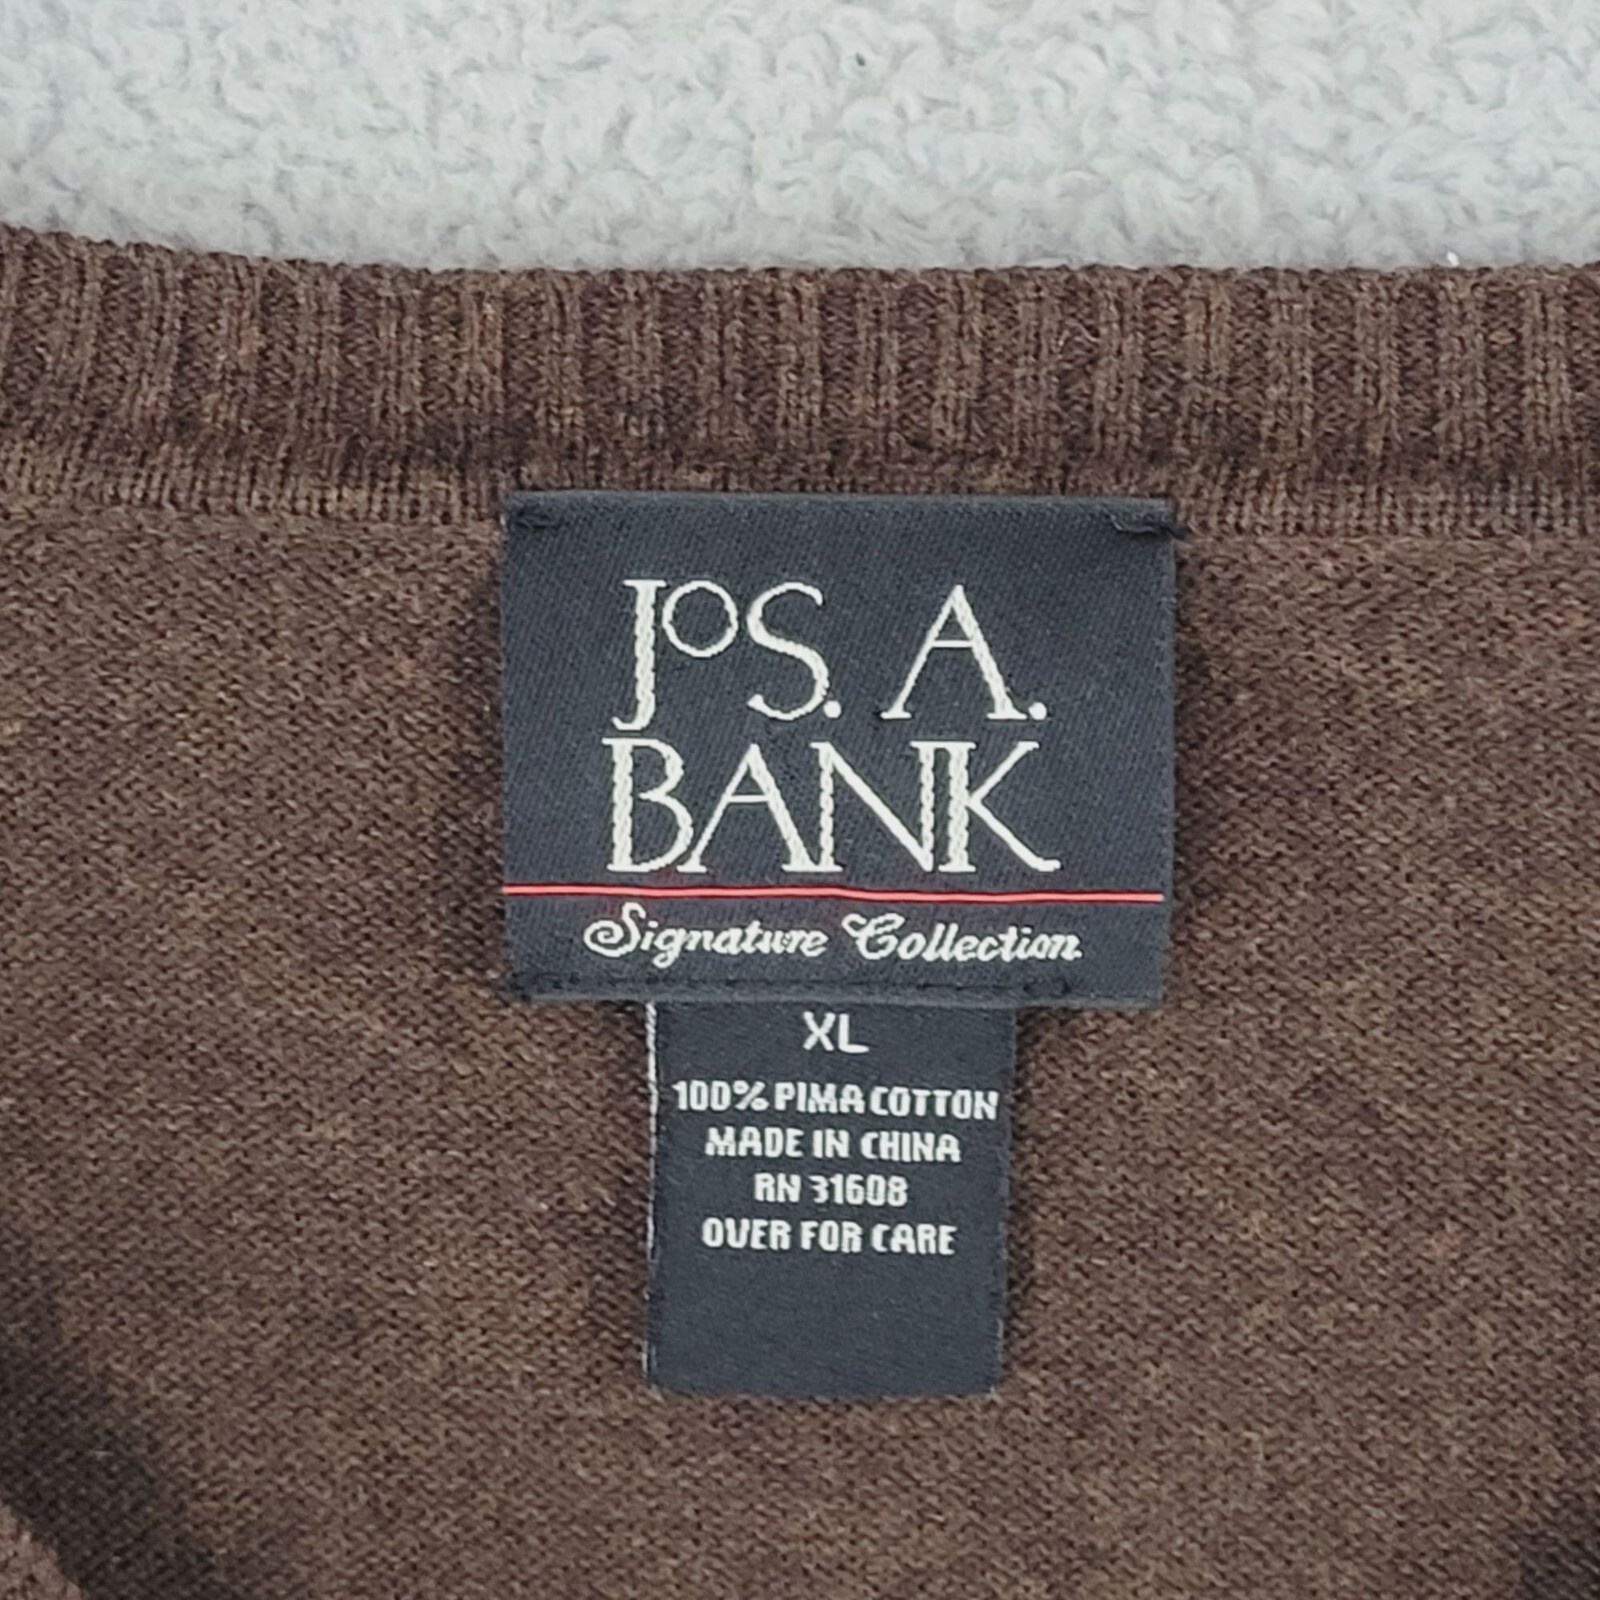 JOS. A.
BANK
Signature Collection
XL
100% PIMA COTTON
MADE IN CHINA
RN 31608
OVER FOR CARE